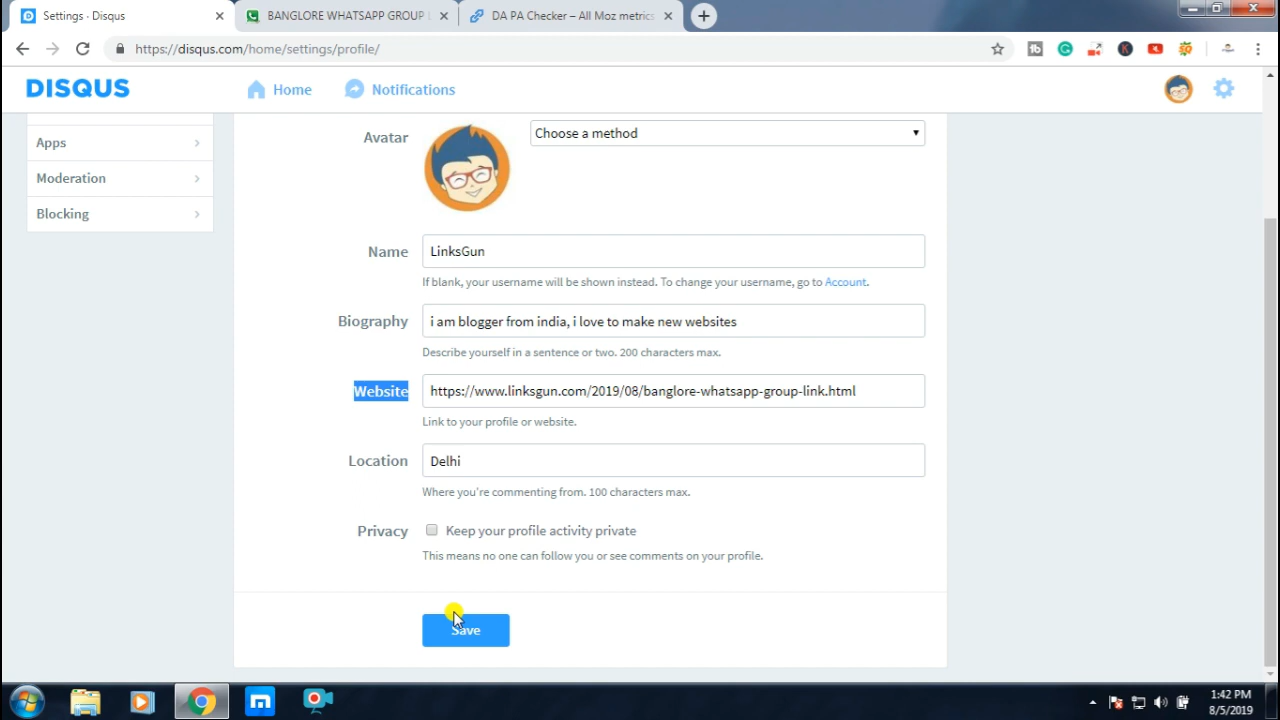 Settings · Disqus
BANGLORE WHATSAPP GROUP
DA PA Checker – All Moz metrics
https://disqus.com/home/settings/profile/
DISQUS
Home
Notifications
Apps
Moderation
Blocking
Avatar
Choose a method
Name
LinksGun
If blank, your username will be shown instead. To change your username, go to Account.
Biography
i am blogger from india, i love to make new websites
Describe yourself in a sentence or two. 200 characters max.
Website
https://www.linksgun.com/2019/08/banglore-whatsapp-group-link.html
Link to your profile or website.
Location
Delhi
Where you're commenting from. 100 characters max.
Privacy
Keep your profile activity private
This means no one can follow you or see comments on your profile.
Save
1:42 PM
8/5/2019